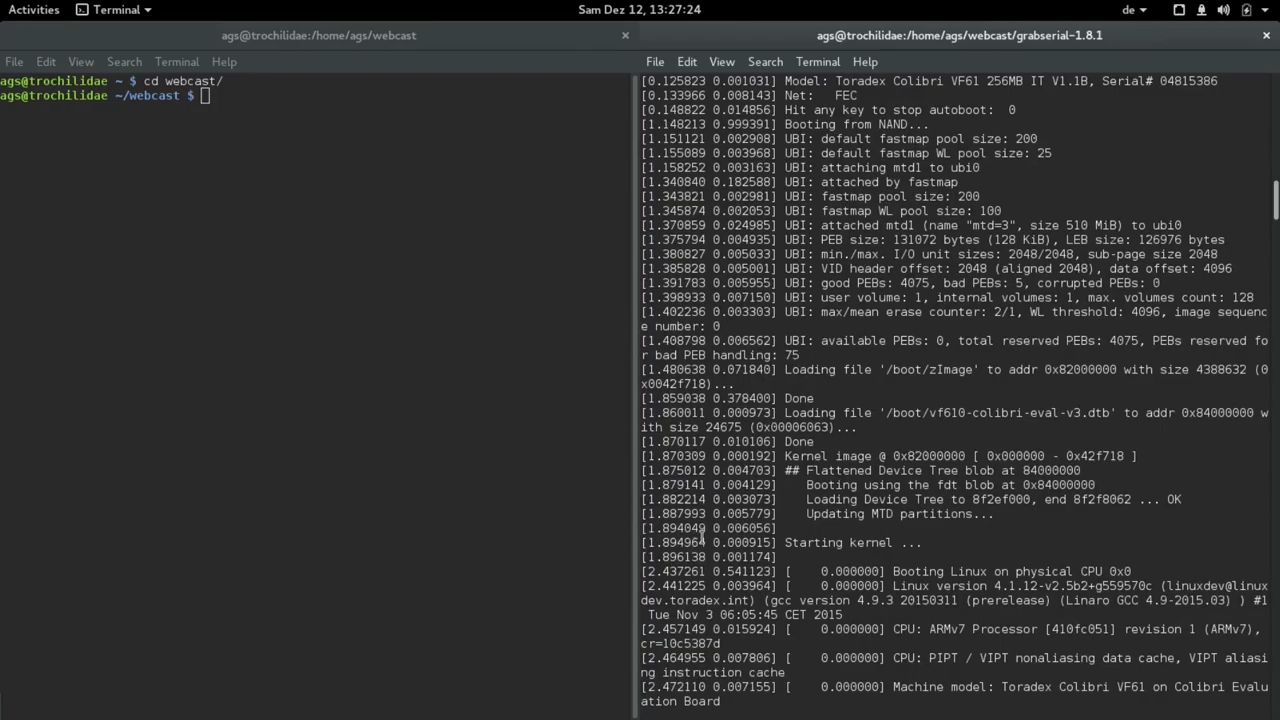 Activities Terminal Sam Dez 12, 13:27:24 de
ags@trochilidae:/home/ags/webcast
File Edit View Search Terminal Help
ags@trochilidae ~ $ cd webcast/
ags@trochilidae ~/webcast $
ags@trochilidae:/home/ags/webcast/grabserial-1.8.1
File Edit View Search Terminal Help
[0.125823 0.001031] Model: Toradex Colibri VF61 256MB IT V1.1B, Serial# 04815386
[0.133966 0.008143] Net:   FEC
[0.148822 0.014856] Hit any key to stop autoboot:  0
[1.148213 0.999391] Booting from NAND...
[1.151121 0.002908] UBI: default fastmap pool size: 200
[1.155089 0.003968] UBI: default fastmap WL pool size: 25
[1.158252 0.003163] UBI: attaching mtd1 to ubi0
[1.340840 0.182588] UBI: attached by fastmap
[1.343821 0.002981] UBI: fastmap pool size: 200
[1.345874 0.002053] UBI: fastmap WL pool size: 100
[1.370859 0.024985] UBI: attached mtd1 (name "mtd=3", size 510 MiB) to ubi0
[1.375794 0.004935] UBI: PEB size: 131072 bytes (128 KiB), LEB size: 126976 bytes
[1.380827 0.005033] UBI: min./max. I/O unit sizes: 2048/2048, sub-page size 2048
[1.385828 0.005001] UBI: VID header offset: 2048 (aligned 2048), data offset: 4096
[1.391783 0.005955] UBI: good PEBs: 4075, bad PEBs: 5, corrupted PEBs: 0
[1.398933 0.007150] UBI: user volume: 1, internal volumes: 1, max. volumes count: 128
[1.402236 0.003303] UBI: max/mean erase counter: 2/1, WL threshold: 4096, image sequenc
e number: 0
[1.408798 0.006562] UBI: available PEBs: 0, total reserved PEBs: 4075, PEBs reserved fo
r bad PEB handling: 75
[1.480638 0.071840] Loading file '/boot/zImage' to addr 0x82000000 with size 4388632 (0
x0042f718)...
[1.859038 0.378400] Done
[1.860011 0.000973] Loading file '/boot/vf610-colibri-eval-v3.dtb' to addr 0x84000000 w
ith size 24675 (0x00006063)...
[1.870117 0.010106] Done
[1.870309 0.000192] Kernel image @ 0x82000000 [ 0x000000 - 0x42f718 ]
[1.875012 0.004703] ## Flattened Device Tree blob at 84000000
[1.879141 0.004129]    Booting using the fdt blob at 0x84000000
[1.882214 0.003073]    Loading Device Tree to 8f2ef000, end 8f2f8062 ... OK
[1.887993 0.005779]    Updating MTD partitions...
[1.894049 0.006056]
[1.894964 0.000915] Starting kernel ...
[1.896138 0.001174]
[2.437261 0.541123] [    0.000000] Booting Linux on physical CPU 0x0
[2.441225 0.003964] [    0.000000] Linux version 4.1.12-v2.5b2+g559570c (linuxdev@linux
dev.toradex.int) (gcc version 4.9.3 20150311 (prerelease) (Linaro GCC 4.9-2015.03) ) #1
 Tue Nov 3 06:05:45 CET 2015
[2.457149 0.015924] [    0.000000] CPU: ARMv7 Processor [410fc051] revision 1 (ARMv7),
cr=10c5387d
[2.464955 0.007806] [    0.000000] CPU: PIPT / VIPT nonaliasing data cache, VIPT aliasi
ng instruction cache
[2.472110 0.007155] [    0.000000] Machine model: Toradex Colibri VF61 on Colibri Evalu
ation Board